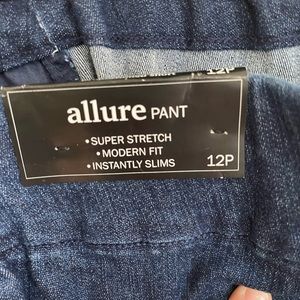 12P
allure PANT
•SUPER STRETCH
•MODERN FIT
•INSTANTLY SLIMS
12P